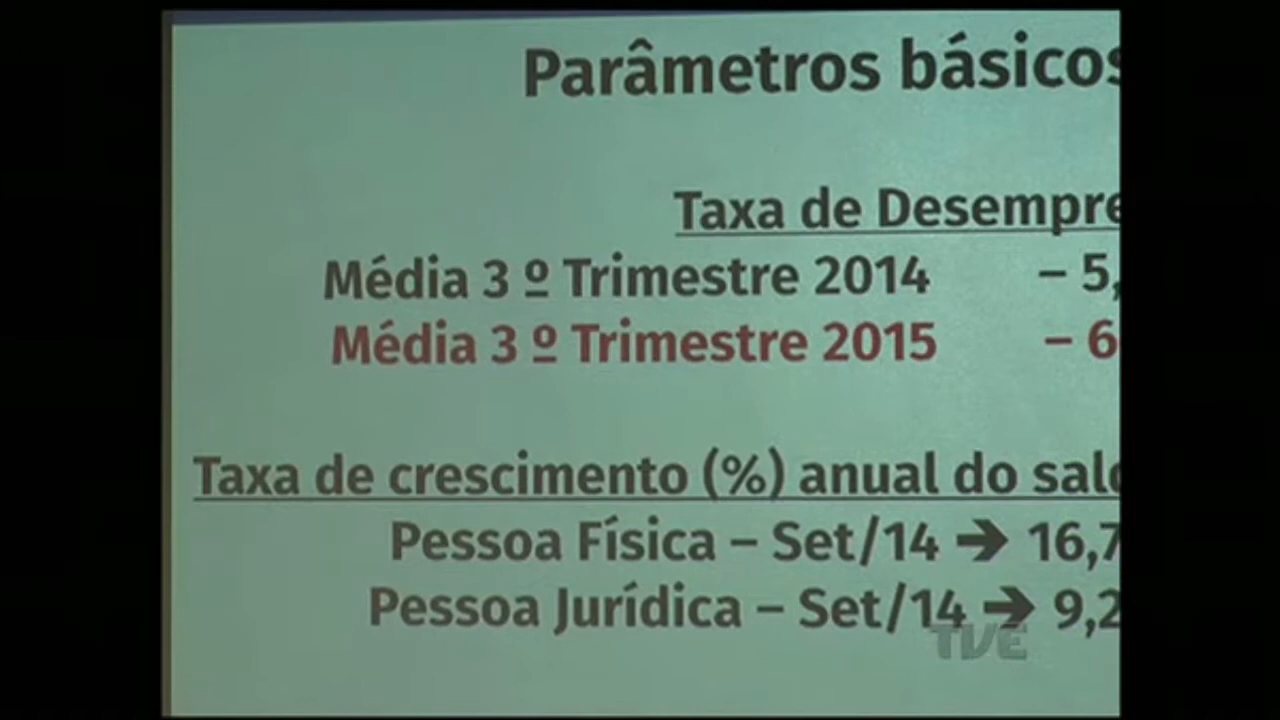 Parâmetros básicos
Taxa de Desempre
Média 3 º Trimestre 2014 – 5,
Média 3 º Trimestre 2015 – 6
Taxa de crescimento (%) anual do sald
Pessoa Física – Set/14 ➔ 16,7
Pessoa Jurídica – Set/14 ➔ 9,2
TVE